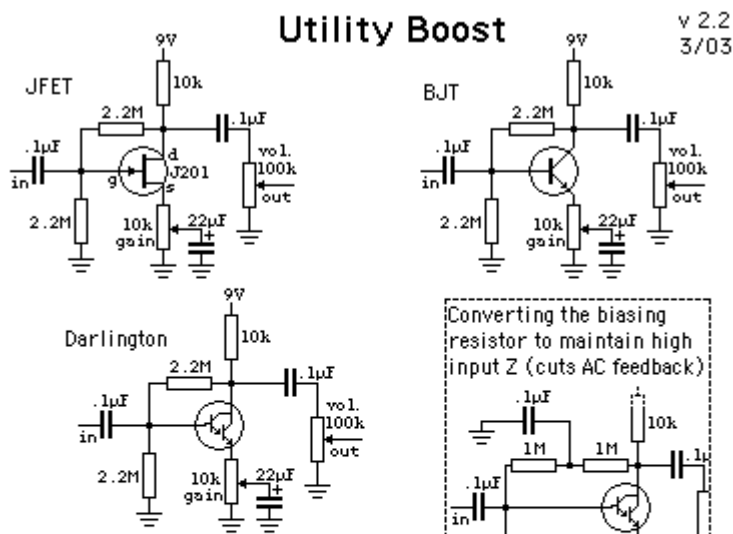 Utility Boost
v 2.2
3/03
JFET
9V
10k
2.2M
.1µF
.1µF
in
g
d
s
J201
vol.
100k
out
2.2M
10k
gain
22µF
+
BJT
9V
10k
2.2M
.1µF
.1µF
in
vol.
100k
out
2.2M
10k
gain
22µF
+
Darlington
9V
10k
2.2M
.1µF
.1µF
in
vol.
100k
out
2.2M
10k
gain
22µF
+
Converting the biasing
resistor to maintain high
input Z (cuts AC feedback)
.1µF
10k
1M
1M
.1µ
.1µF
in